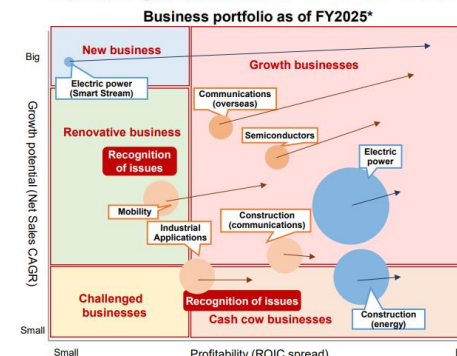 Business portfolio as of FY2025*
Big
New business
Growth businesses
Electric power
(Smart Stream)
Communications
(overseas)
Growth potential (Net Sales CAGR)
Renovative business
Semiconductors
Recognition
of issues
Electric
power
Mobility
Industrial
Applications
Construction
(communications)
Challenged
businesses
Recognition of issues
Cash cow businesses
Construction
(energy)
Small
Small
Profitability (ROIC spread)